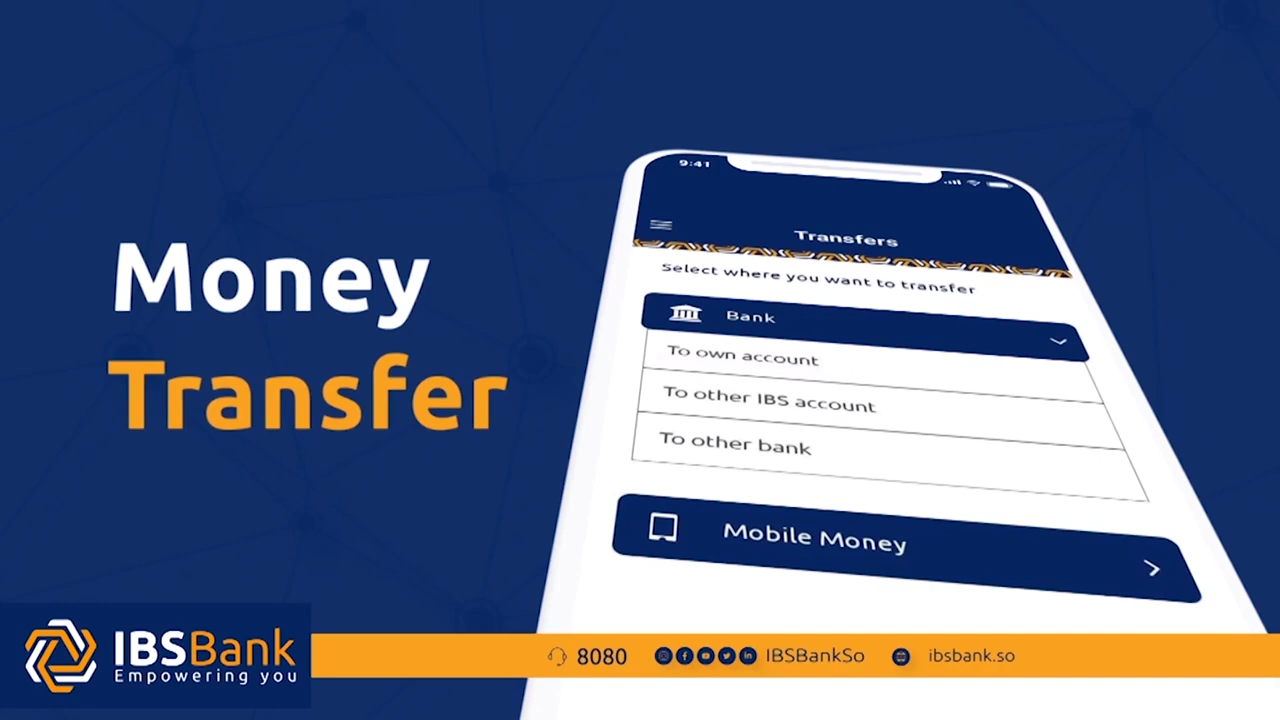 Money
Transfer
9:41
Transfers
Select where you want to transfer
Bank
To own account
To other IBS account
To other bank
Mobile Money
IBSBank
Empowering you
8080
IBSBankSo
ibsbank.so